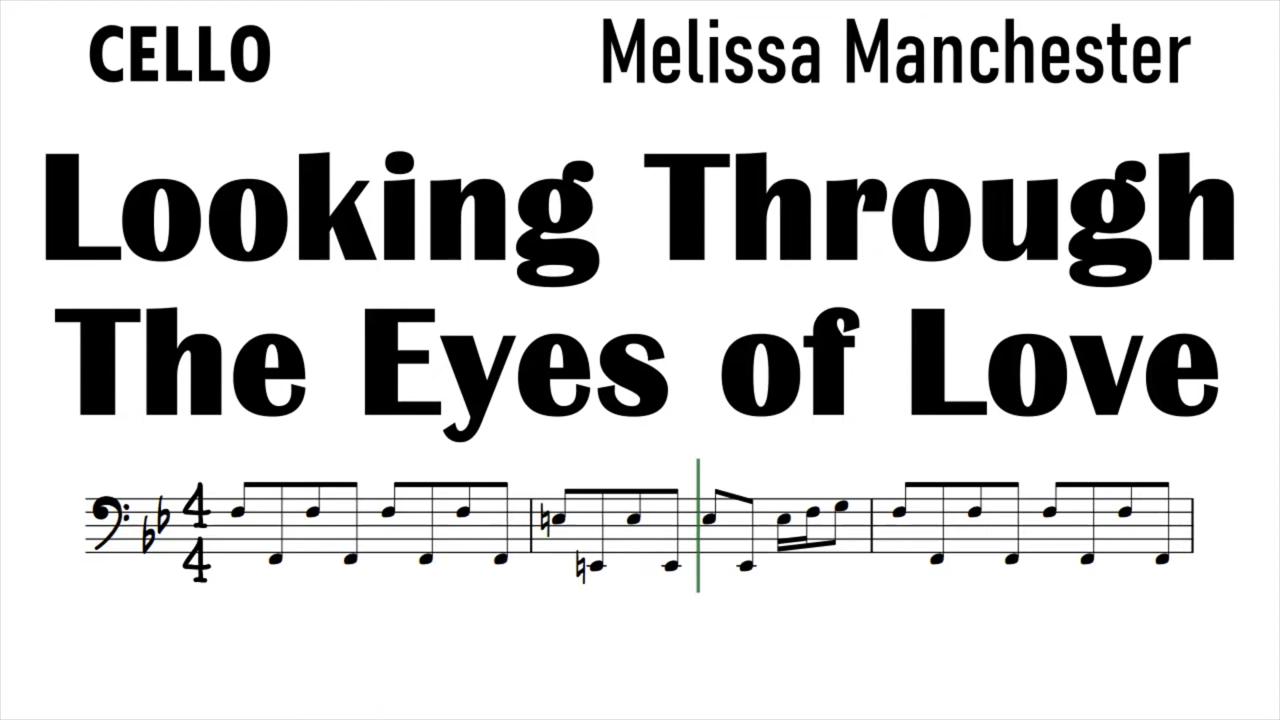 CELLO Melissa Manchester
Looking Through
The Eyes of Love
4
4